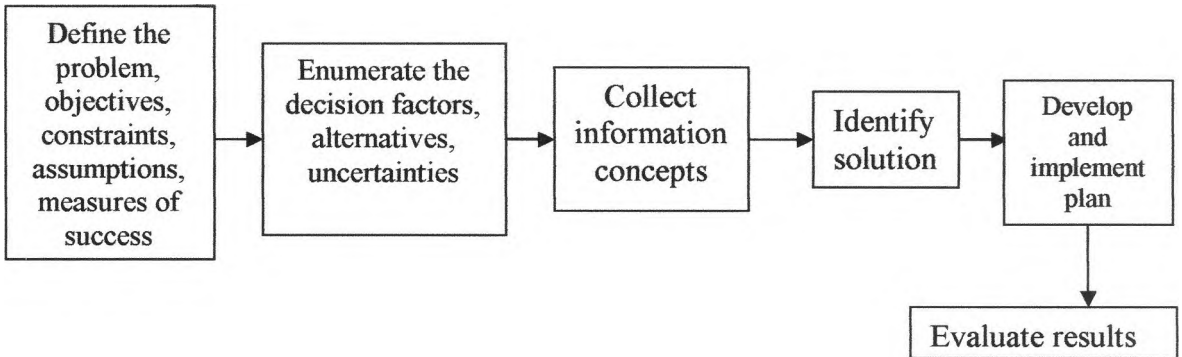 Define the
problem,
objectives,
constraints,
assumptions,
measures of
success
Enumerate the
decision factors,
alternatives,
uncertainties
Collect
information
concepts
Identify
solution
Develop
and
implement
plan
Evaluate results